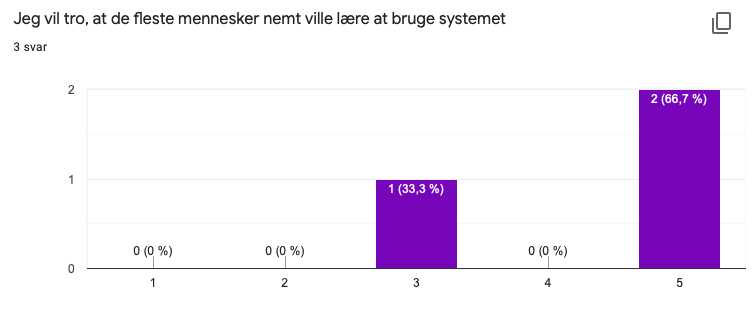 Jeg vil tro, at de fleste mennesker nemt ville lære at bruge systemet
3 svar
2
2 (66,7 %)
1
1 (33,3 %)
0 (0 %)
0 (0 %)
0 (0 %)
0
1
2
3
4
5